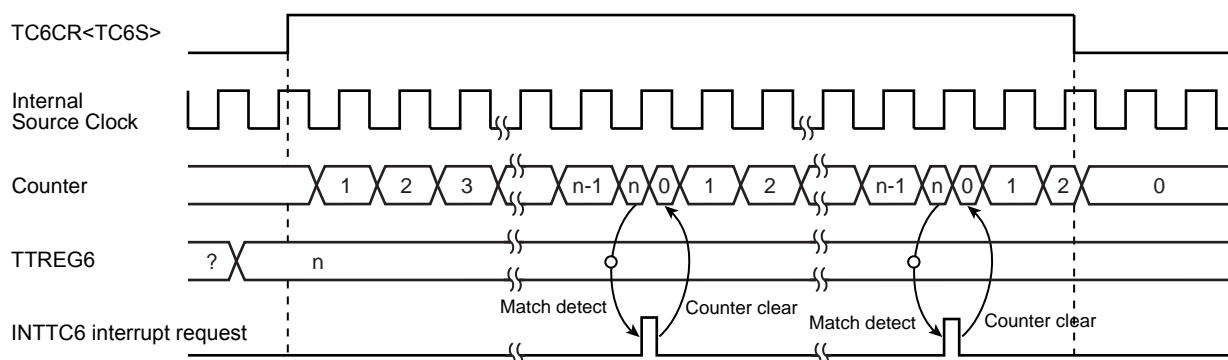 TC6CR<TC6S>
Internal
Source Clock
Counter 1 2 3 n-1 n 0 1 2 n-1 n 0 1 2 0
TTREG6 ? n
Match detect Counter clear Match detect Counter clear
INTTC6 interrupt request